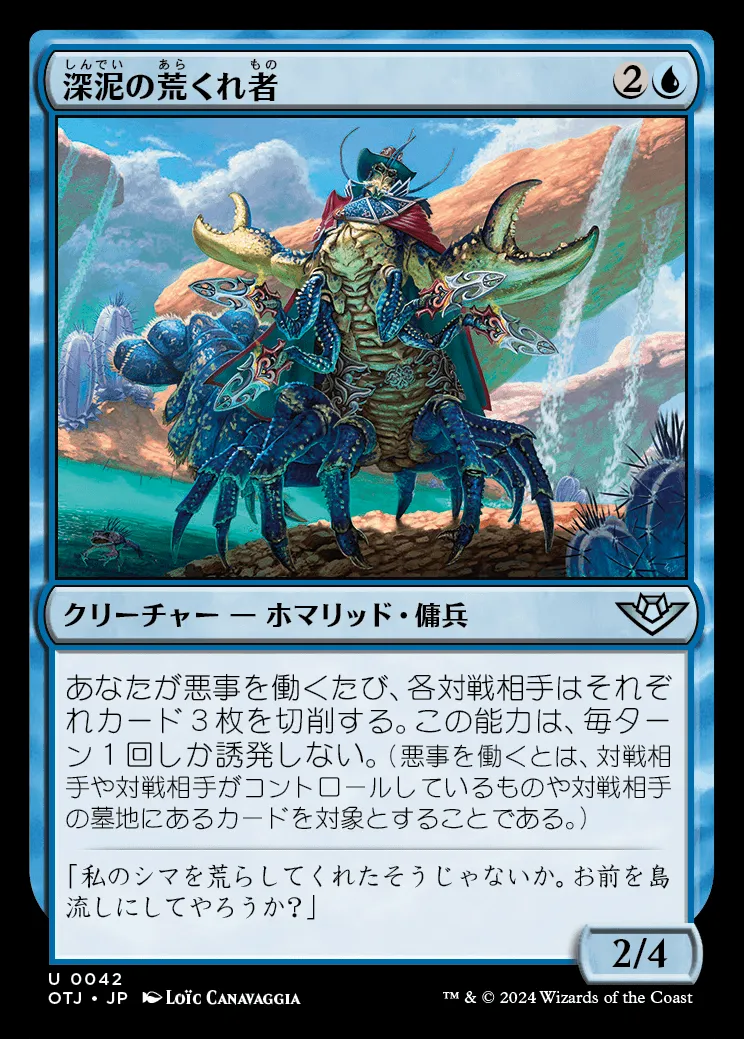 しんでい あら もの
深泥の荒くれ者 2
クリーチャー — ホマリッド・傭兵
あなたが悪事を働くたび、各対戦相手はそれぞ
れカード３枚を切削する。この能力は、毎ター
ン１回しか誘発しない。（悪事を働くとは、対戦相
手や対戦相手がコントロールしているものや対戦相手
の墓地にあるカードを対象とすることである。）
「私のシマを荒らしてくれたそうじゃないか。お前を島
流しにしてやろうか？」
2/4
U 0042
OTJ • JP Loïc Canavaggia
™ & © 2024 Wizards of the Coast